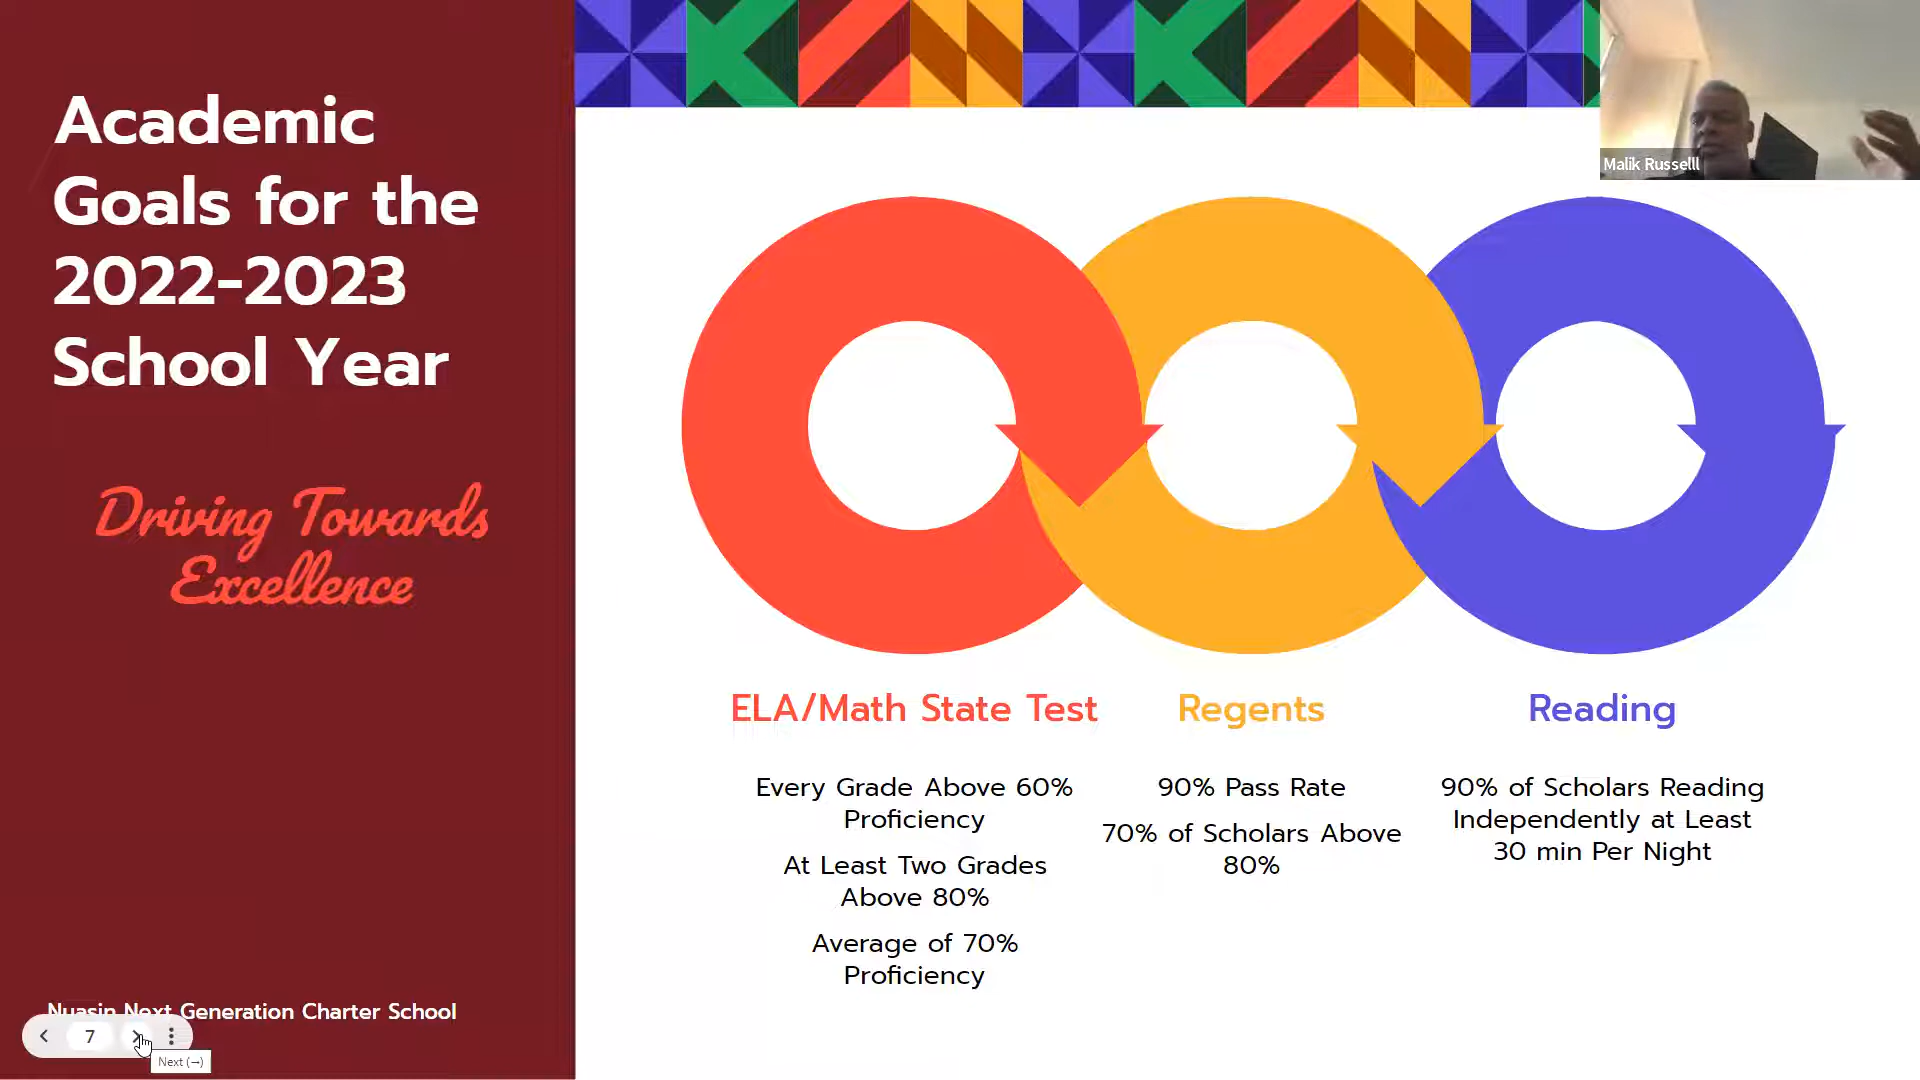 Academic
Goals for the
2022-2023
School Year
Driving Towards
Excellence
Nuasin Next Generation Charter School
7
Next (→)
Malik Russelll
ELA/Math State Test
Every Grade Above 60%
Proficiency
At Least Two Grades
Above 80%
Average of 70%
Proficiency
Regents
90% Pass Rate
70% of Scholars Above
80%
Reading
90% of Scholars Reading
Independently at Least
30 min Per Night